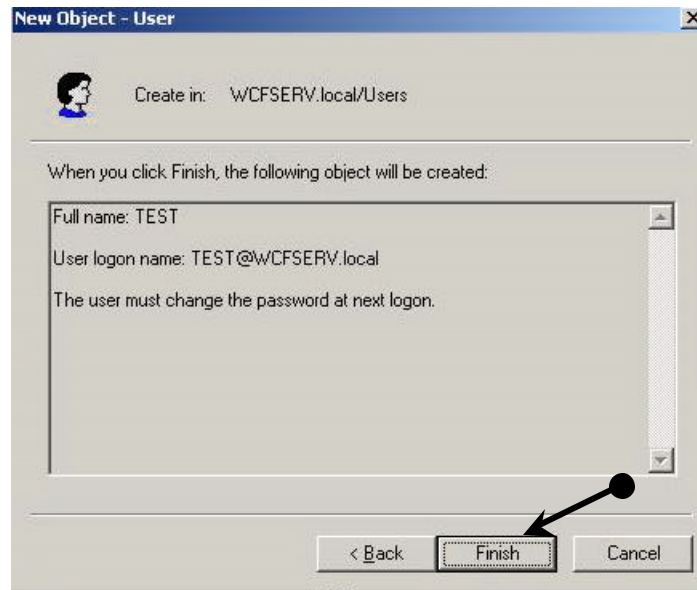 New Object - User
Create in: WCFSERV.local/Users
When you click Finish, the following object will be created:
Full name: TEST
User logon name: TEST@WCFSERV.local
The user must change the password at next logon.
< Back Finish Cancel